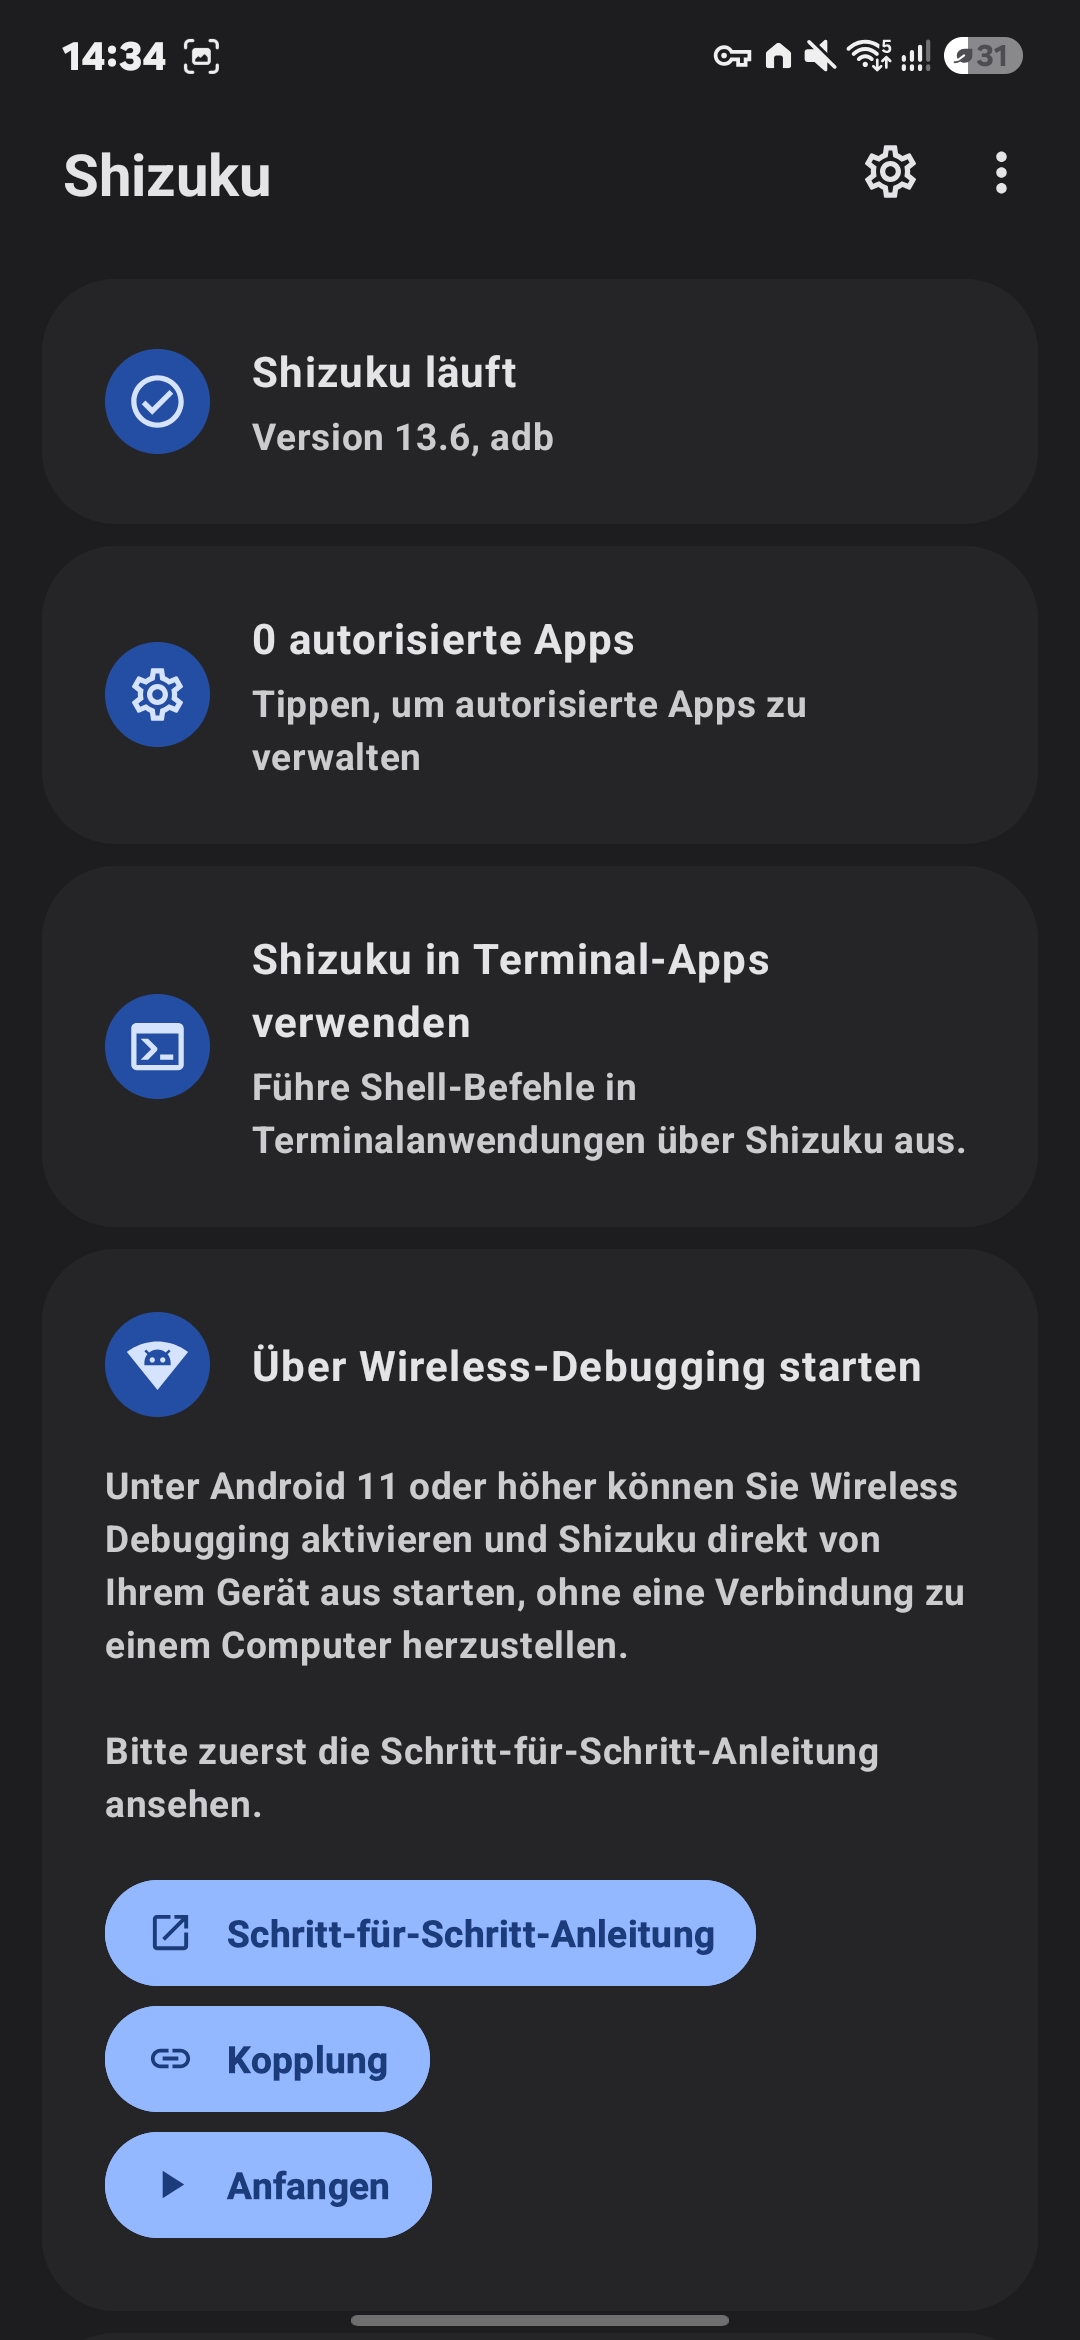 14:34
5
31
Shizuku
Shizuku läuft
Version 13.6, adb
0 autorisierte Apps
Tippen, um autorisierte Apps zu
verwalten
Shizuku in Terminal-Apps
verwenden
Führe Shell-Befehle in
Terminalanwendungen über Shizuku aus.
Über Wireless-Debugging starten
Unter Android 11 oder höher können Sie Wireless
Debugging aktivieren und Shizuku direkt von
Ihrem Gerät aus starten, ohne eine Verbindung zu
einem Computer herzustellen.
Bitte zuerst die Schritt-für-Schritt-Anleitung
ansehen.
Schritt-für-Schritt-Anleitung
Kopplung
Anfangen